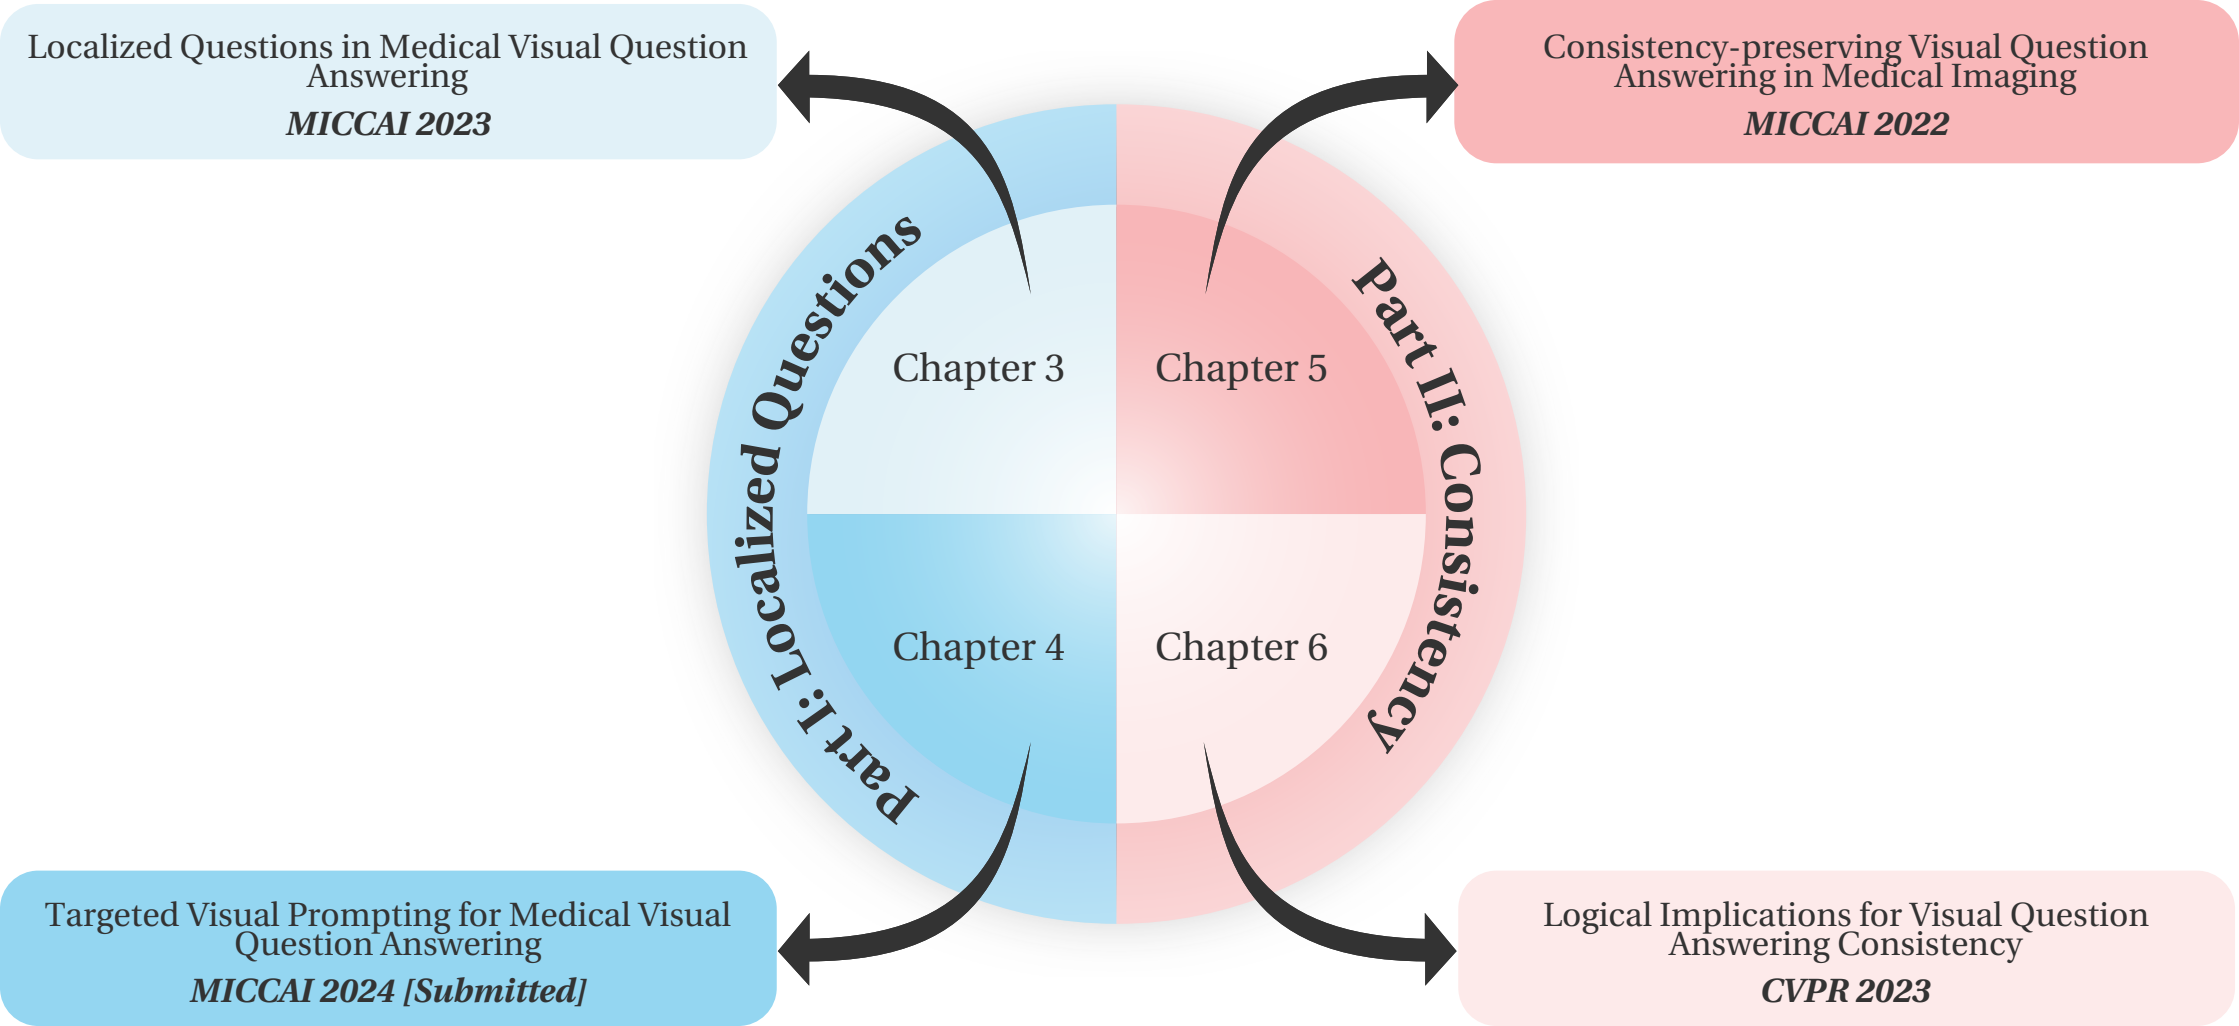 Localized Questions in Medical Visual Question
Answering
MICCAI 2023
Consistency-preserving Visual Question
Answering in Medical Imaging
MICCAI 2022
Part I: Localized Questions
Chapter 3
Chapter 5
Part II: Consistency
Chapter 4
Chapter 6
Targeted Visual Prompting for Medical Visual
Question Answering
MICCAI 2024 [Submitted]
Logical Implications for Visual Question
Answering Consistency
CVPR 2023